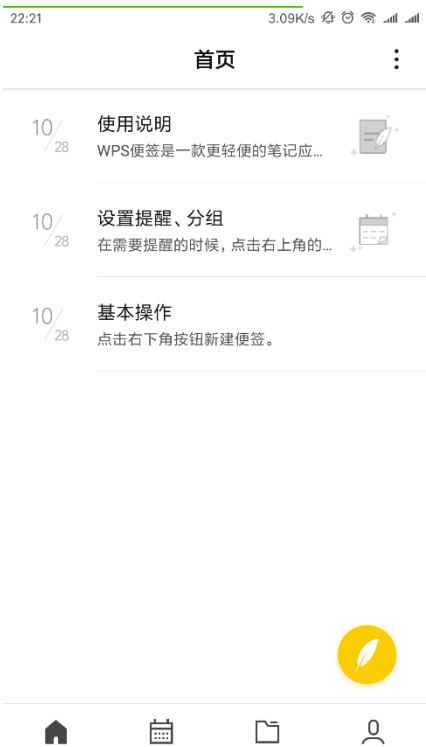 22:21 3.09K/s
首页
10/28
使用说明
WPS便签是一款更轻便的笔记应...
10/28
设置提醒、分组
在需要提醒的时候，点击右上角的...
10/28
基本操作
点击右下角按钮新建便签。